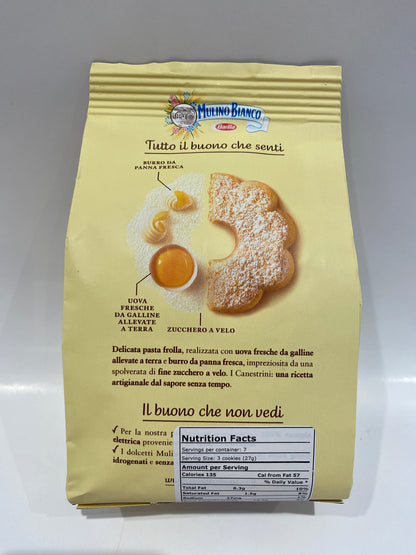 Mulino Bianco
Barilla
Tutto il buono che senti
BURRO DA
PANNA FRESCA
UOVA
FRESCHE
DA GALLINE
ALLEVATE
A TERRA
ZUCCHERO A VELO
Delicata pasta frolla, realizzata con uova fresche da galline
allevate a terra e burro da panna fresca, impreziosita da una
spolverata di fine zucchero a velo. I Canestrini: una ricetta
artigianale dal sapore senza tempo.
Il buono che non vedi
✓ Per la nostra
elettrica provenie
✓ I dolcetti Muli
idrogenati e senza
Nutrition Facts
Servings per container: 7
Serving Size: 3 cookies (27g)
Amount per Serving
Calories 135 Cal from Fat 57
% Daily Value *
Total Fat 6.3g 10%
Saturated Fat
Sodium